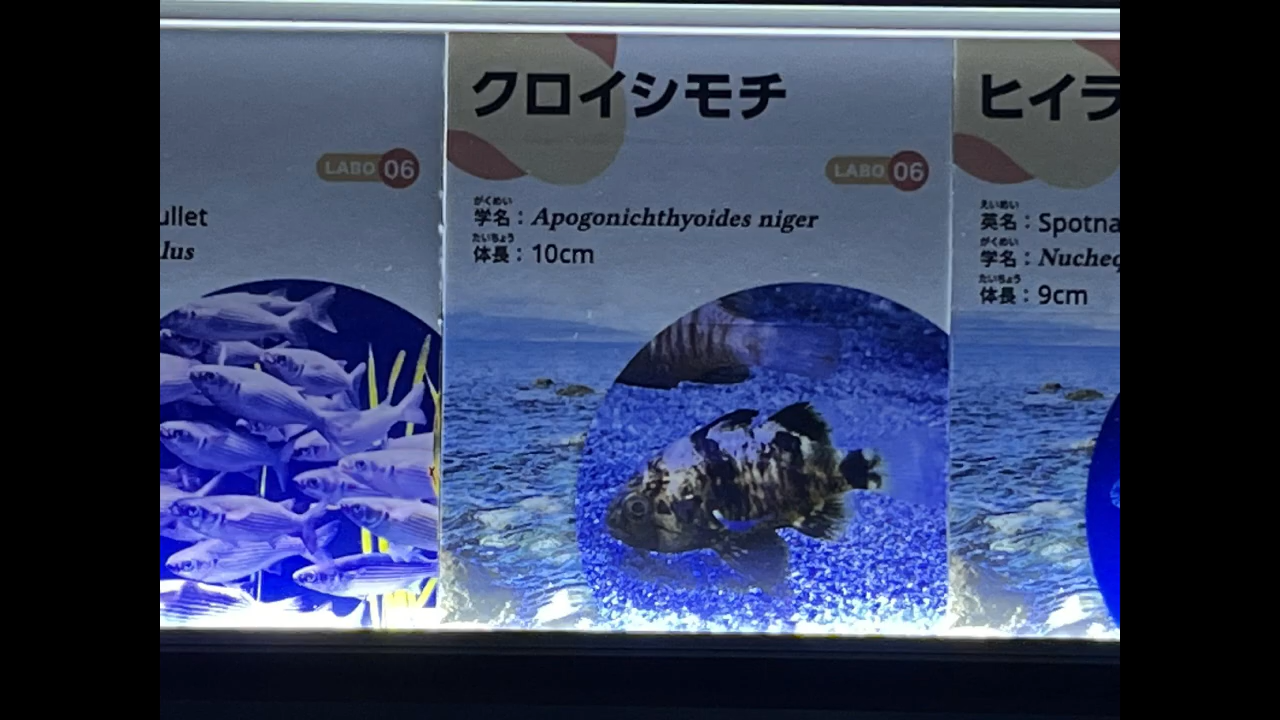 LABO 06
ullet
lus
クロイシモチ
LABO 06
がくめい
学名：Apogonichthyoides niger
たいちょう
体長：10cm
ヒイラ
えいめい
英名：Spotna
がくめい
学名：Nucheq
たいちょう
体長：9cm